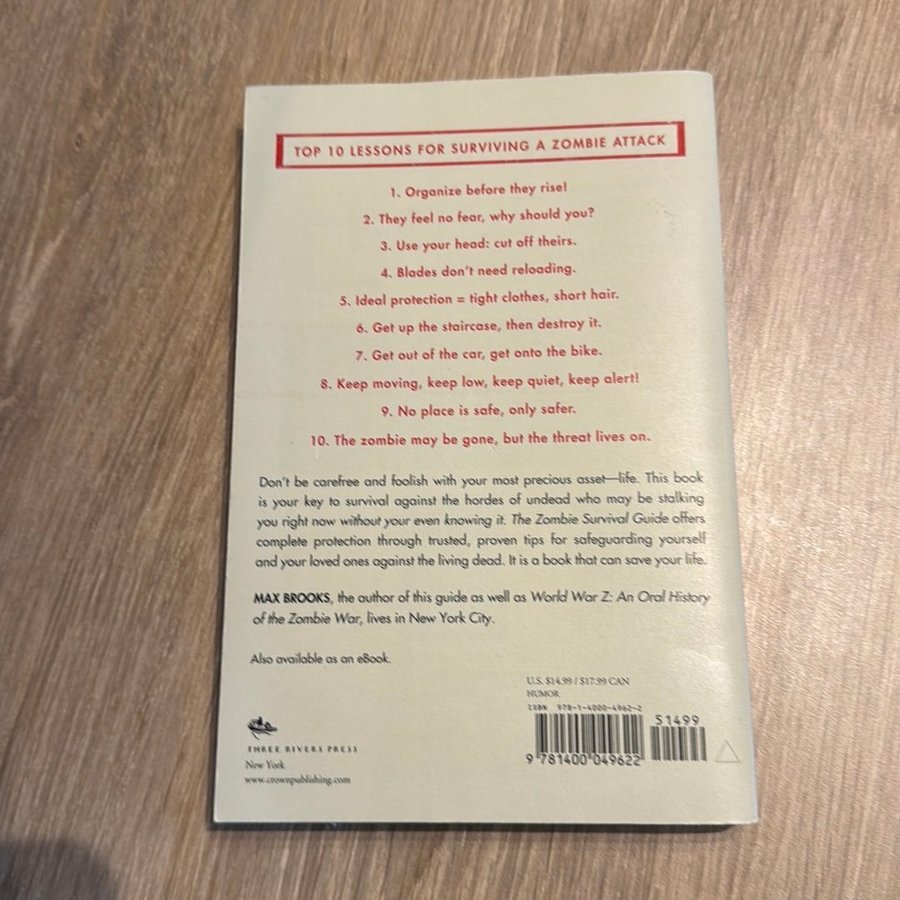 TOP 10 LESSONS FOR SURVIVING A ZOMBIE ATTACK
1. Organize before they rise!
2. They feel no fear, why should you?
3. Use your head: cut off theirs.
4. Blades don't need reloading.
5. Ideal protection = tight clothes, short hair.
6. Get up the staircase, then destroy it.
7. Get out of the car, get onto the bike.
8. Keep moving, keep low, keep quiet, keep alert!
9. No place is safe, only safer.
10. The zombie may be gone, but the threat lives on.
Don't be carefree and foolish with your most precious asset—life. This book
is your key to survival against the hordes of undead who may be stalking
you right now without your even knowing it. The Zombie Survival Guide offers
complete protection through trusted, proven tips for safeguarding yourself
and your loved ones against the living dead. It is a book that can save your life.
MAX BROOKS, the author of this guide as well as World War Z: An Oral History
of the Zombie War, lives in New York City.
Also available as an eBook.
U.S. $14.99 / $17.99 CAN
HUMOR
ISBN 978-1-4000-4962-2
51499
9 781400 049622
THREE RIVERS PRESS
New York
www.crownpublishing.com